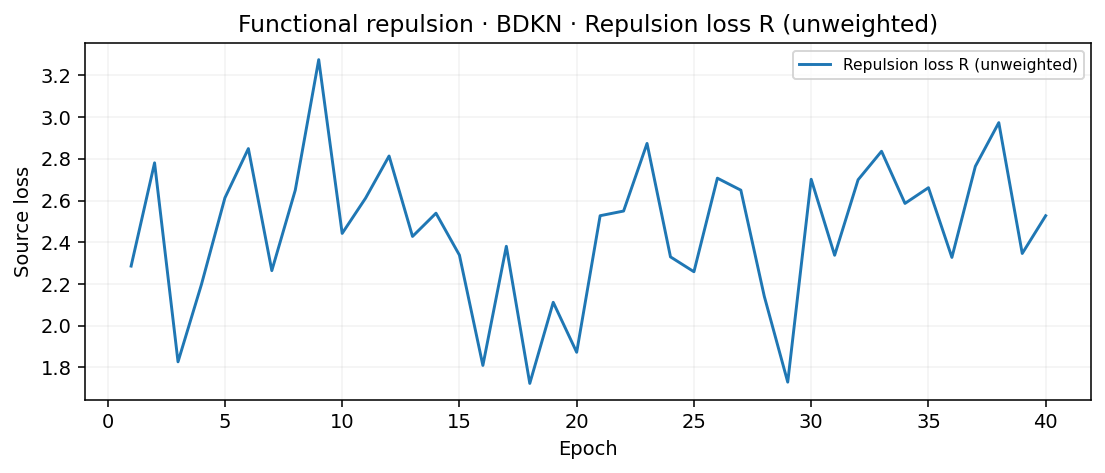 Functional repulsion · BDKN · Repulsion loss R (unweighted)
Repulsion loss R (unweighted)
Source loss
3.2
3.0
2.8
2.6
2.4
2.2
2.0
1.8
0 5 10 15 20 25 30 35 40
Epoch